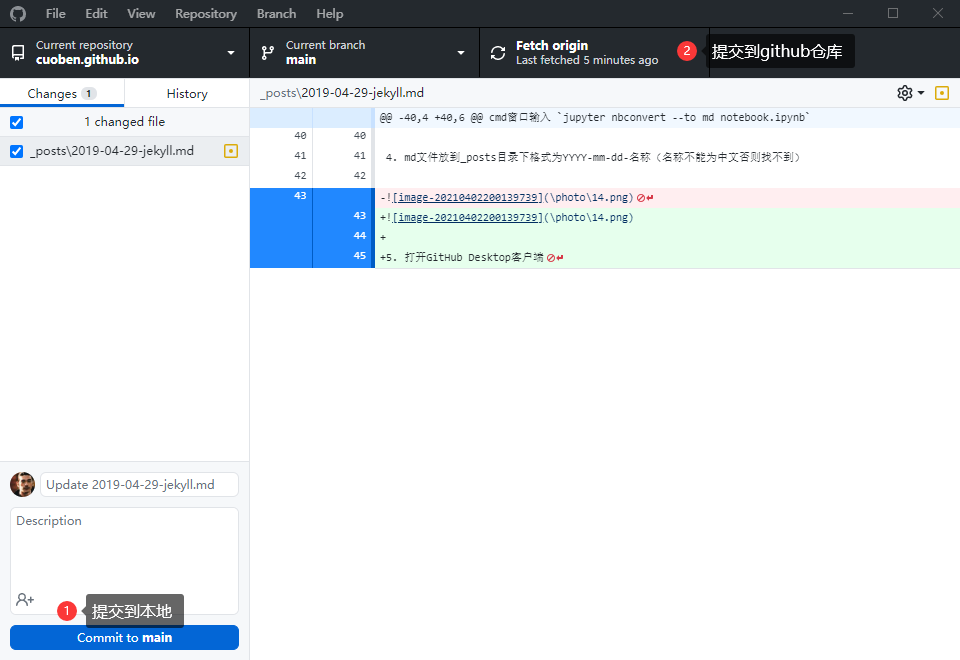 File Edit View Repository Branch Help
Current repository
cuoben.github.io
Current branch
main
Fetch origin
Last fetched 5 minutes ago
2 提交到github仓库
Changes 1 History
_posts\2019-04-29-jekyll.md
1 changed file
_posts\2019-04-29-jekyll.md
@@ -40,4 +40,6 @@ cmd窗口输入 `jupyter nbconvert --to md notebook.ipynb`
40 40
41 41 4. md文件放到_posts目录下格式为YYYY-mm-dd-名称（名称不能为中文否则找不到）
42 42
43 -![image-20210402200139739](\photo\14.png)
43 +![image-20210402200139739](\photo\14.png)
44 +
45 +5. 打开GitHub Desktop客户端
Update 2019-04-29-jekyll.md
Description
1 提交到本地
Commit to main